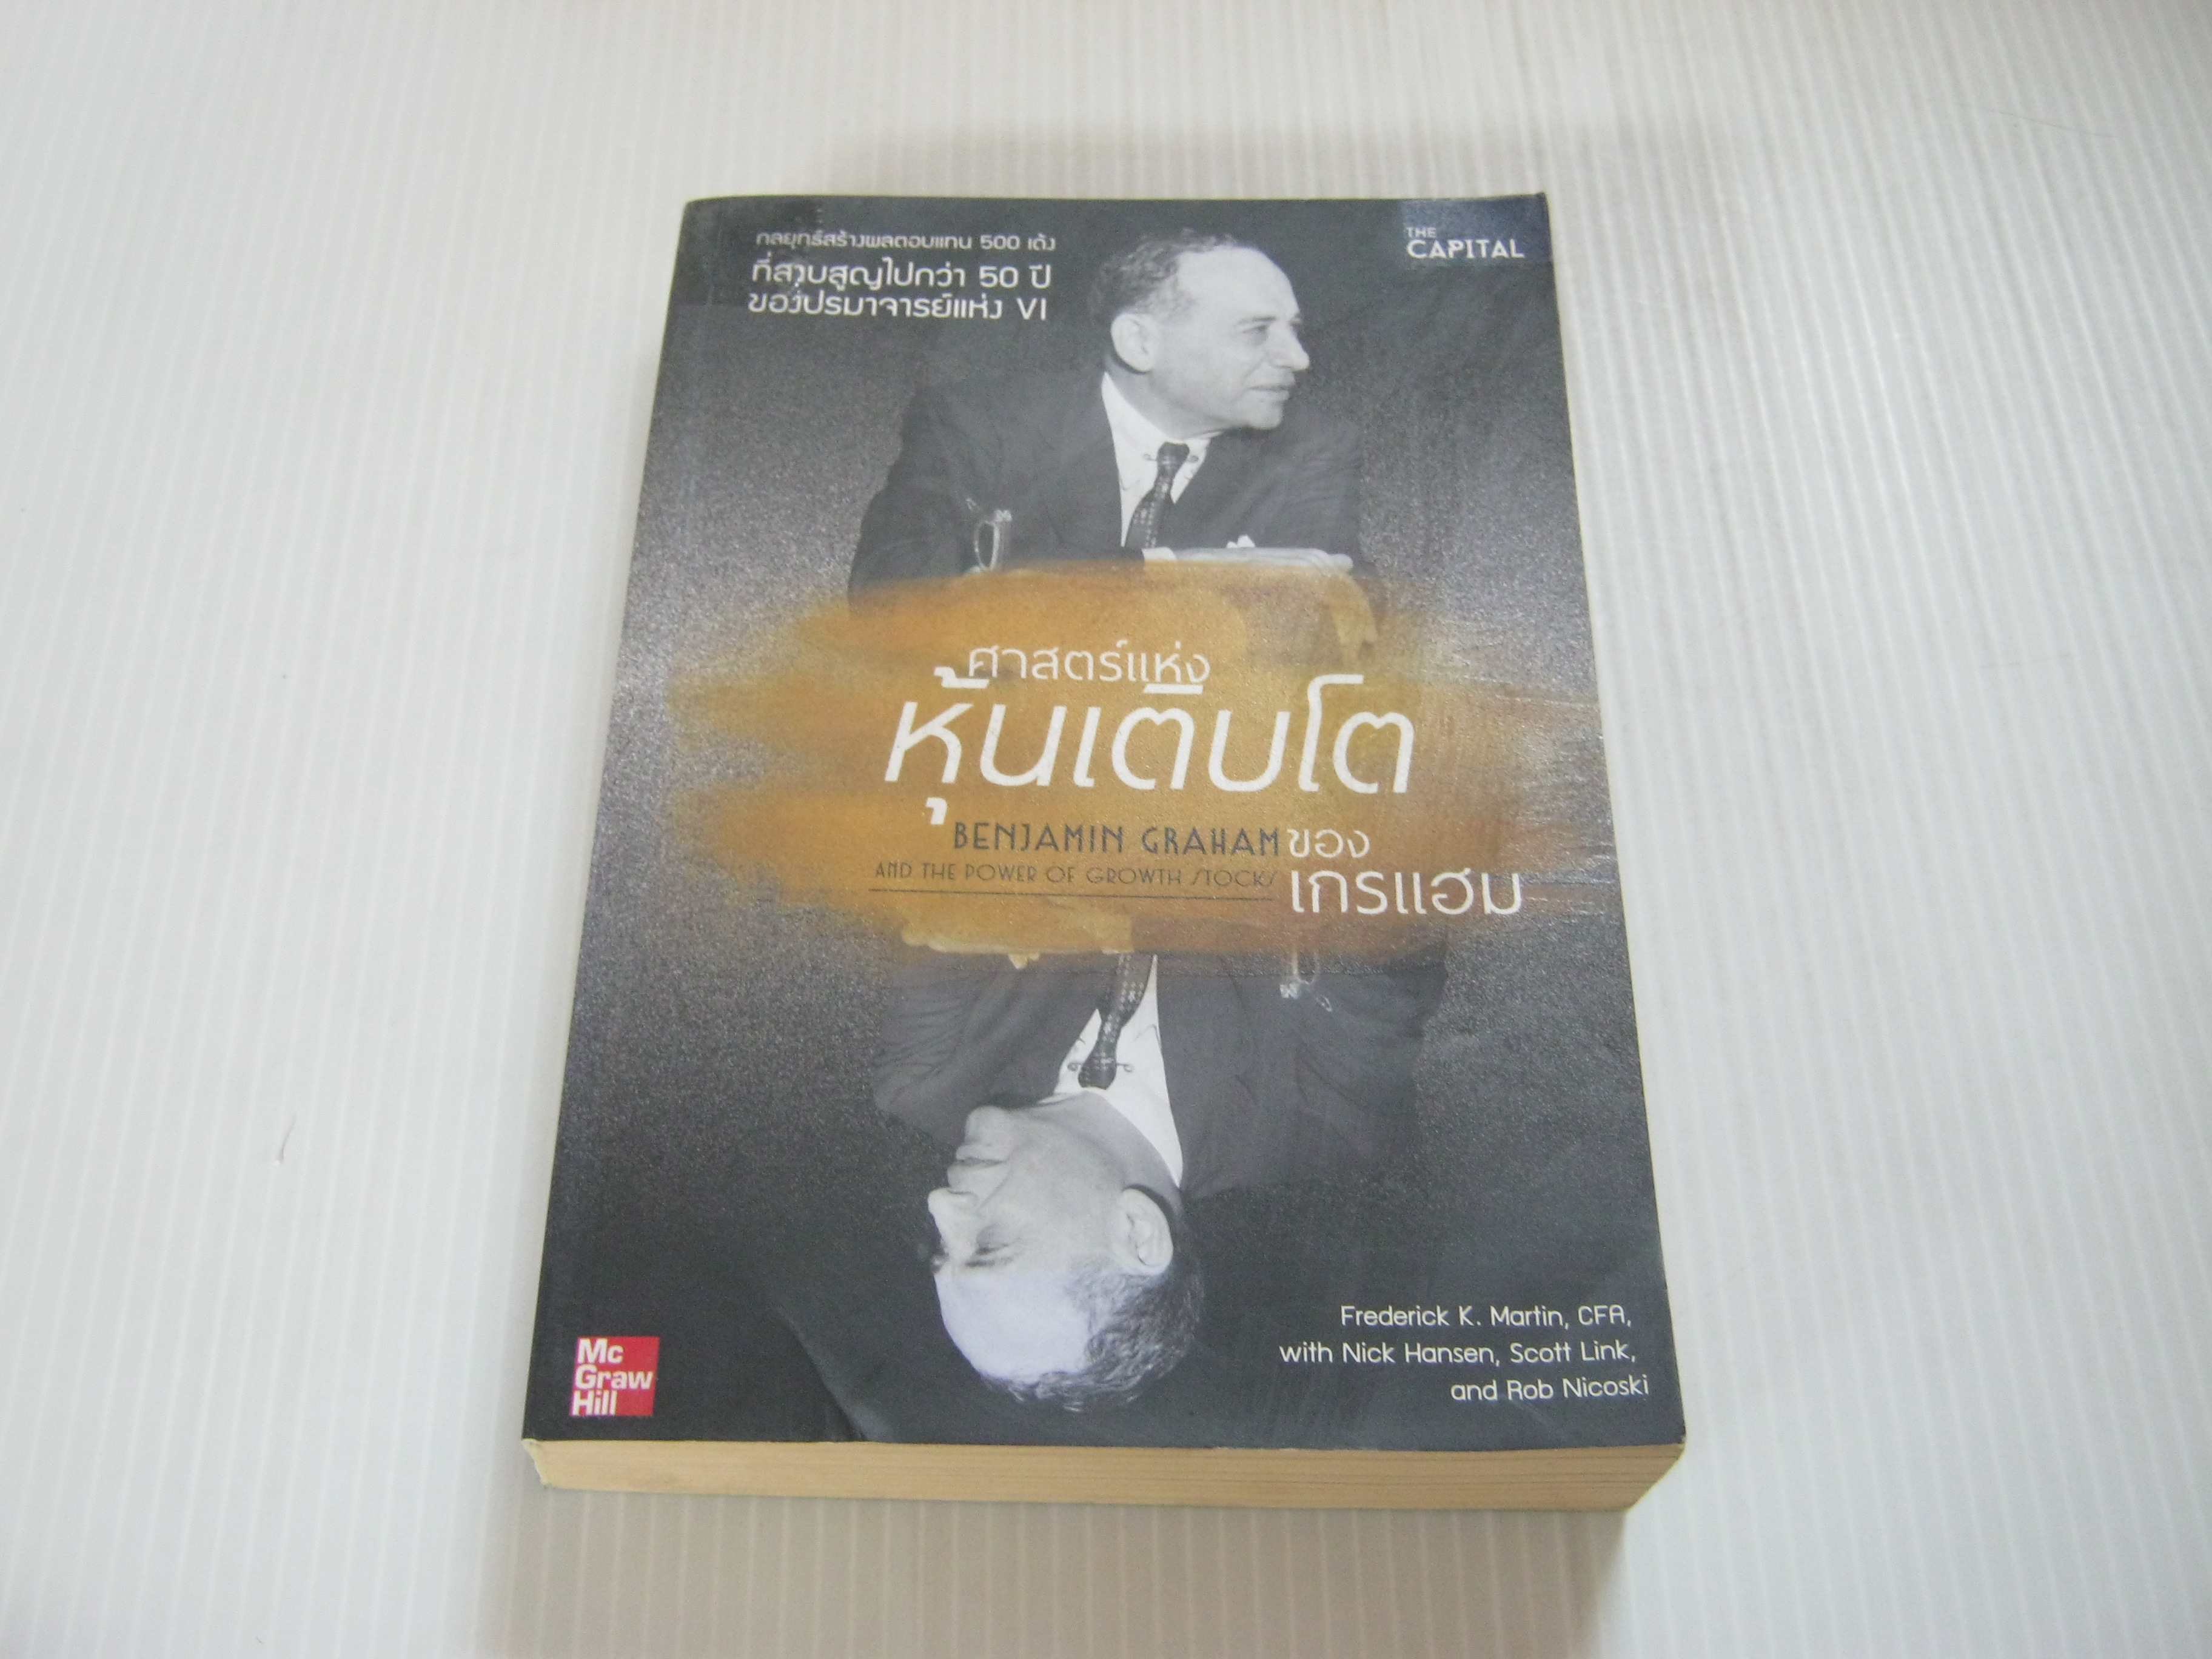 กลยุทธ์สร้างผลตอบแทน 500 เด้ง
ที่สาบสูญไปกว่า 50 ปี
ของปรมาจารย์แห่ง VI
THE
CAPITAL
ศาสตร์แห่ง
หุ้นเติบโต
BENJAMIN GRAHAM ของ
AND THE POWER OF GROWTH STOCKS เกรแฮม
Frederick K. Martin, CFA,
with Nick Hansen, Scott Link,
and Rob Nicoski
Mc
Graw
Hill